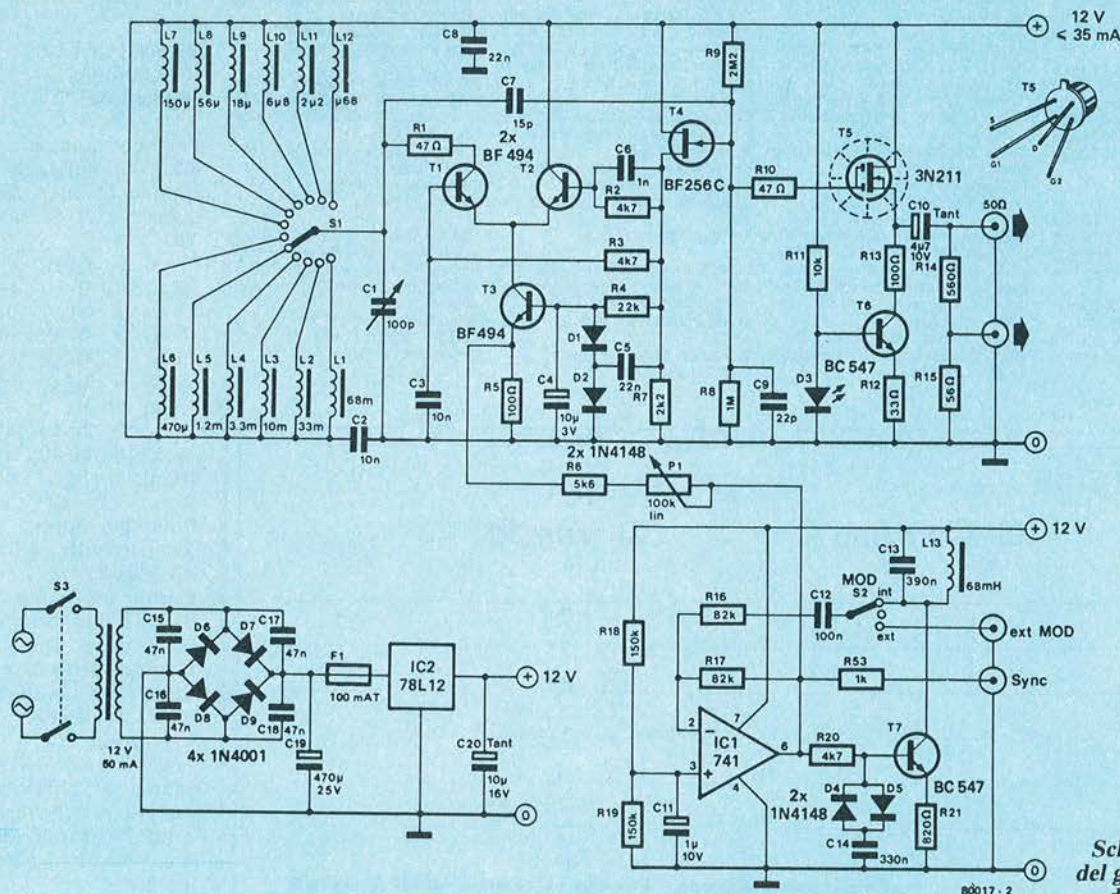 L7
L8
L9
L10
L11
L12
150µ
56µ
18µ
6µ8
2µ2
µ68
C8
22n
C7
15p
R1
47Ω
2x
BF 494
T1
T2
C6
1n
R2
4k7
T4
BF256C
R9
2M2
R10
47Ω
T5
3N211
12 V
≤ 35 mA
T5
S
G1
D
G2
C10
Tant
4µ7
10V
50Ω
S1
C1
100p
R3
4k7
R4
22k
T3
BF494
D1
D2
C5
22n
R7
2k2
R11
10k
R13
100Ω
R14
560Ω
T6
BC 547
L6
L5
L4
L3
L2
L1
470µ
1.2m
3.3m
10m
33m
68m
C2
10n
C3
10n
R5
100Ω
C4
10µ
3V
R8
1M
C9
22p
D3
R12
33Ω
R15
56Ω
0
2x 1N4148
R6
5k6
P1
100k
lin
12 V
S3
C15
47n
D6
D7
C17
47n
F1
100 mAT
IC2
78L12
12 V
C16
47n
D8
D9
C18
47n
12 V
50 mA
4x 1N4001
C19
470µ
25V
C20 Tant
10µ
16V
0
R18
150k
R16
82k
C12
100n
MOD
S2
int
ext
C13
390n
L13
68mH
ext MOD
R17
82k
R53
1k
Sync
2
7
IC1
741
6
3
4
R20
4k7
T7
BC 547
R19
150k
C11
1µ
10V
2x
1N4148
D4
D5
C14
330n
R21
820Ω
0
80017 - 2
Sch
del g